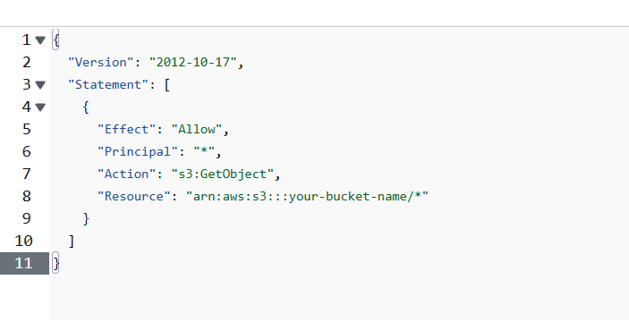 1 {
2 "Version": "2012-10-17",
3 "Statement": [
4 {
5 "Effect": "Allow",
6 "Principal": "*",
7 "Action": "s3:GetObject",
8 "Resource": "arn:aws:s3:::your-bucket-name/*"
9 }
10 ]
11 }